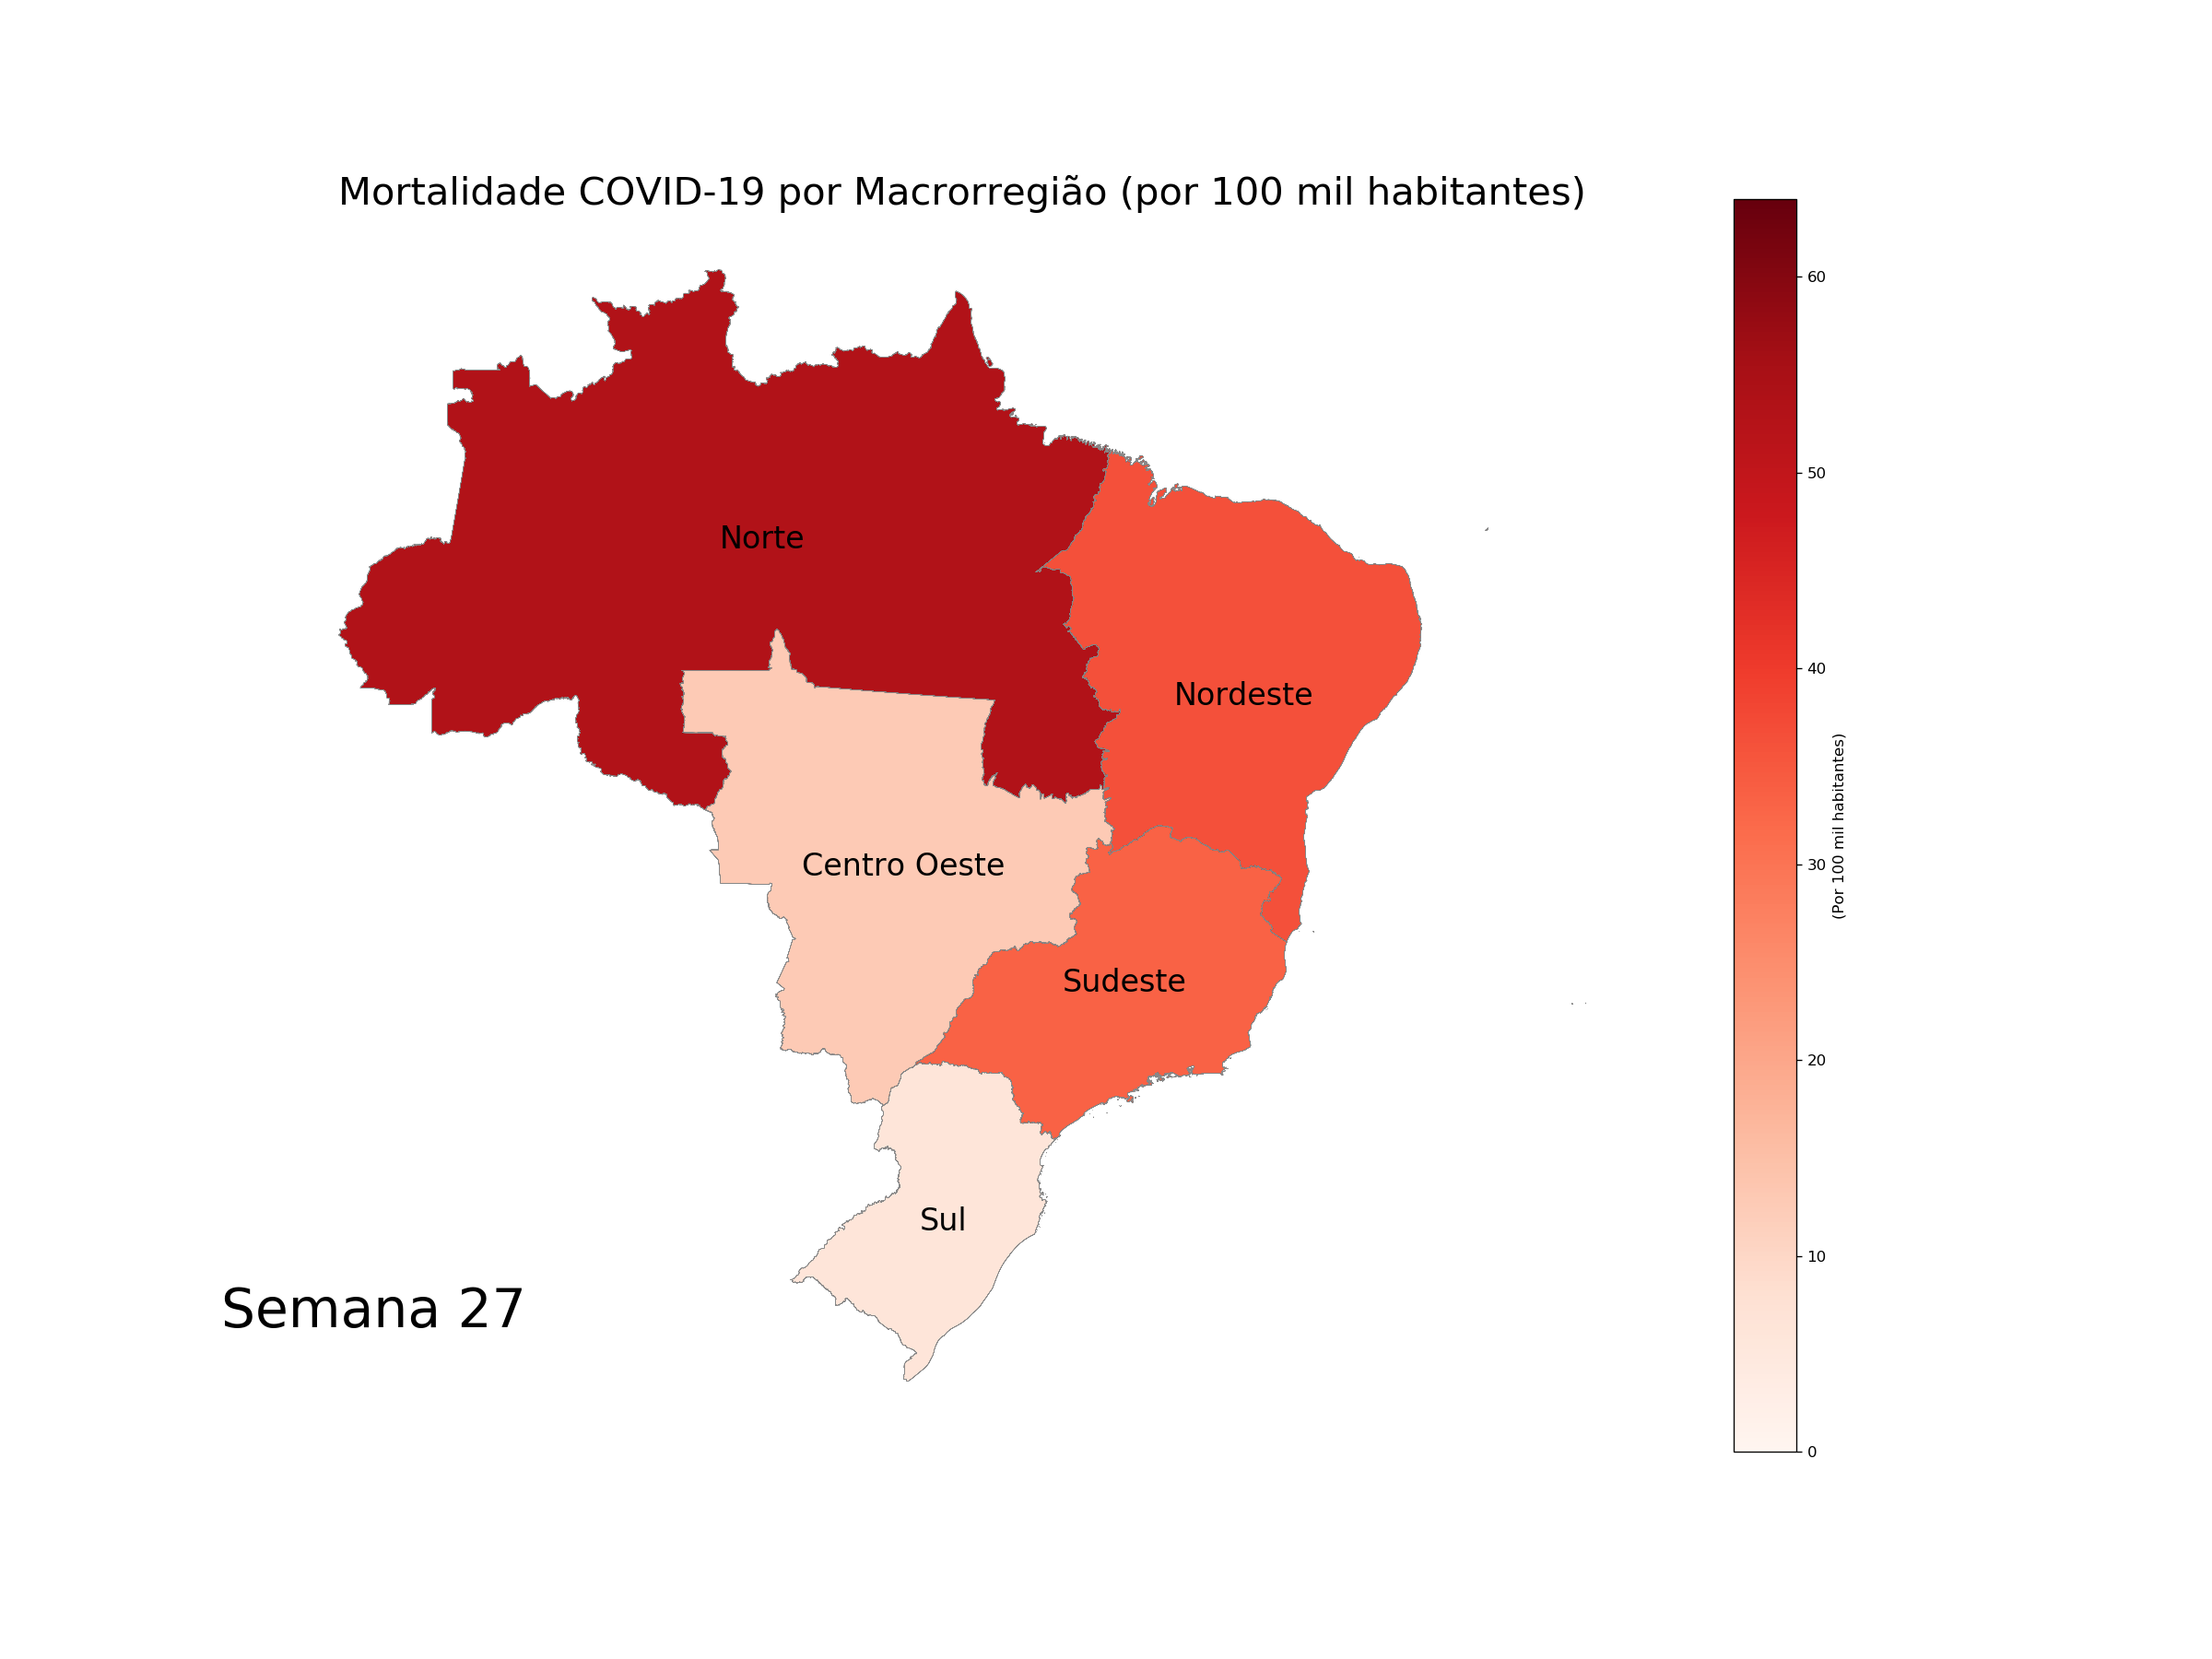 Mortalidade COVID-19 por Macrorregião (por 100 mil habitantes)
Norte
Nordeste
Centro Oeste
Sudeste
Sul
Semana 27
60
50
40
30
20
10
0
(Por 100 mil habitantes)